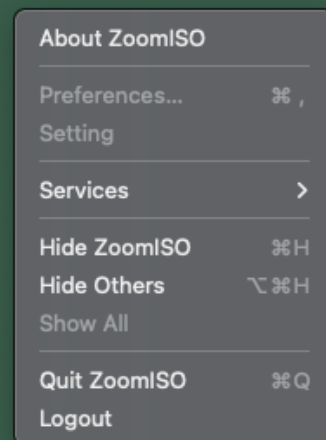 About ZoomISO
Preferences... ⌘ ,
Setting
Services
Hide ZoomISO ⌘H
Hide Others ⌥⌘H
Show All
Quit ZoomISO ⌘Q
Logout